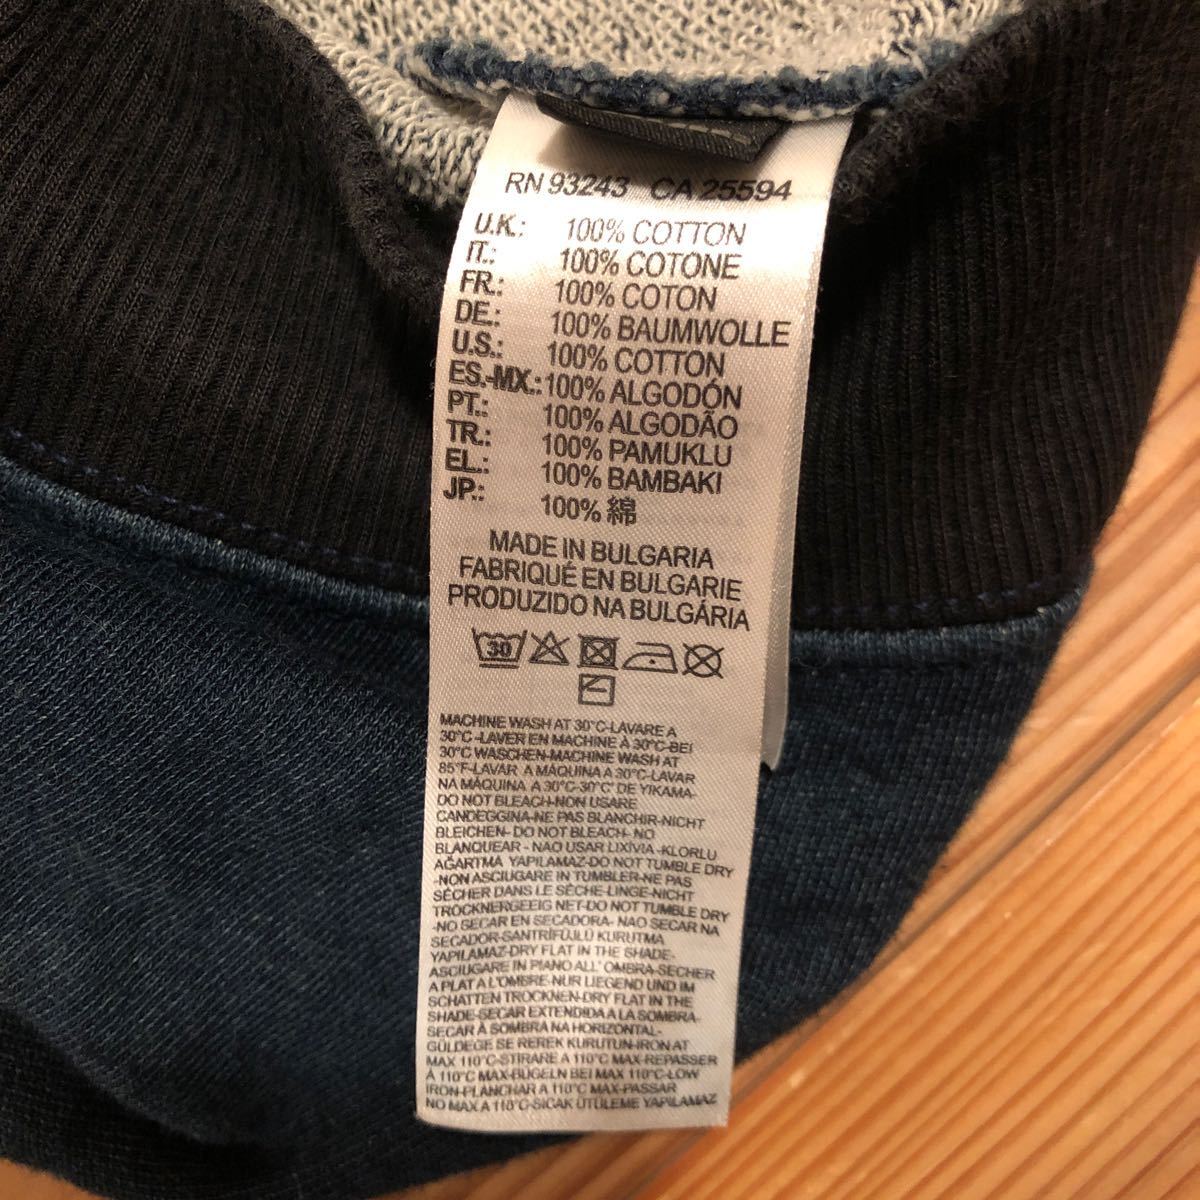 RN 93243 CA 25594
U.K.: 100% COTTON
IT.: 100% COTONE
FR.: 100% COTON
DE.: 100% BAUMWOLLE
U.S.: 100% COTTON
ES.-MX.: 100% ALGODÓN
PT.: 100% ALGODÃO
TR.: 100% PAMUKLU
EL.: 100% BAMBAKI
JP.: 100% 綿
MADE IN BULGARIA
FABRIQUÉ EN BULGARIE
PRODUZIDO NA BULGÁRIA
30
MACHINE WASH AT 30°C-LAVARE A
30°C -LAVER EN MACHINE À 30°C-BEI
30°C WASCHEN-MACHINE WASH AT
85°F-LAVAR A MÁQUINA A 30°C-LAVAR
NA MÁQUINA A 30°C-30°C' DE YIKAMA-
DO NOT BLEACH-NON USARE
CANDEGGINA-NE PAS BLANCHIR-NICHT
BLEICHEN- DO NOT BLEACH- NO
BLANQUEAR - NAO USAR LIXÍVIA -KLORLU
AĞARTMA YAPILAMAZ-DO NOT TUMBLE DRY
-NON ASCIUGARE IN TUMBLER-NE PAS
SÉCHER DANS LE SÈCHE-LINGE-NICHT
TROCKNERGEEIG NET-DO NOT TUMBLE DRY
-NO SECAR EN SECADORA- NAO SECAR NA
SECADOR-SANTRİFÜJLÜ KURUTMA
YAPILAMAZ-DRY FLAT IN THE SHADE-
ASCIUGARE IN PIANO ALL' OMBRA-SECHER
A PLAT A L'OMBRE-NUR LIEGEND UND IM
SCHATTEN TROCKNEN-DRY FLAT IN THE
SHADE-SECAR EXTENDIDA A LA SOMBRA-
SECAR À SOMBRA NA HORIZONTAL-
GÜLDEGE SE REREK KURUTUN-IRON AT
MAX 110°C-STIRARE A 110°C MAX-REPASSER
À 110°C MAX-BÜGELN BEI MAX 110°C-LOW
IRON-PLANCHAR A 110°C MAX-PASSAR
NO MAX A 110°C-SICAK ÜTÜLEME YAPILAMAZ